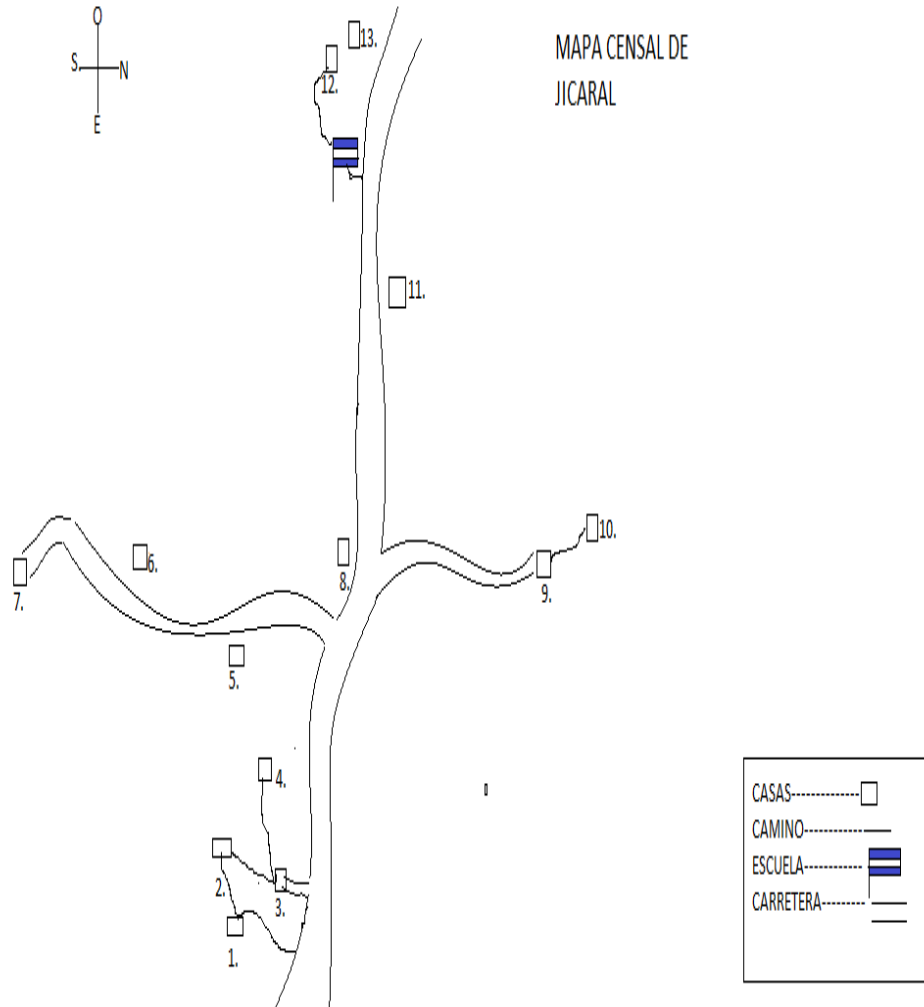 O
S
N
E
MAPA CENSAL DE
JICARAL
13.
12.
11.
10.
9.
8.
6.
7.
5.
4.
3.
2.
1.
CASAS--------------
CAMINO------------
ESCUELA------------
CARRETERA--------